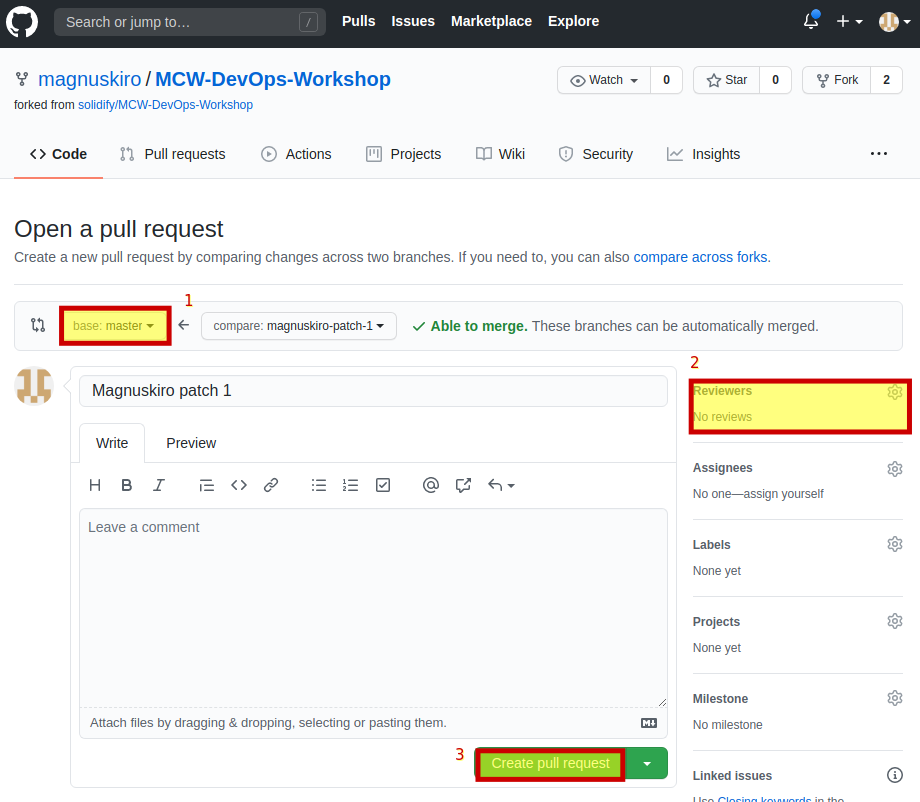 Search or jump to… /
Pulls Issues Marketplace Explore
magnuskiro / MCW-DevOps-Workshop
Watch 0 Star 0 Fork 2
forked from solidify/MCW-DevOps-Workshop
Code Pull requests Actions Projects Wiki Security Insights
Open a pull request
Create a new pull request by comparing changes across two branches. If you need to, you can also compare across forks.
1
base: master compare: magnuskiro-patch-1 Able to merge. These branches can be automatically merged.
2
Magnuskiro patch 1
Reviewers
No reviews
Write Preview
Assignees
No one—assign yourself
H B I
Leave a comment
Labels
None yet
Projects
None yet
Milestone
No milestone
Attach files by dragging & dropping, selecting or pasting them.
3
Create pull request
Linked issues
Use Closing keywords in the